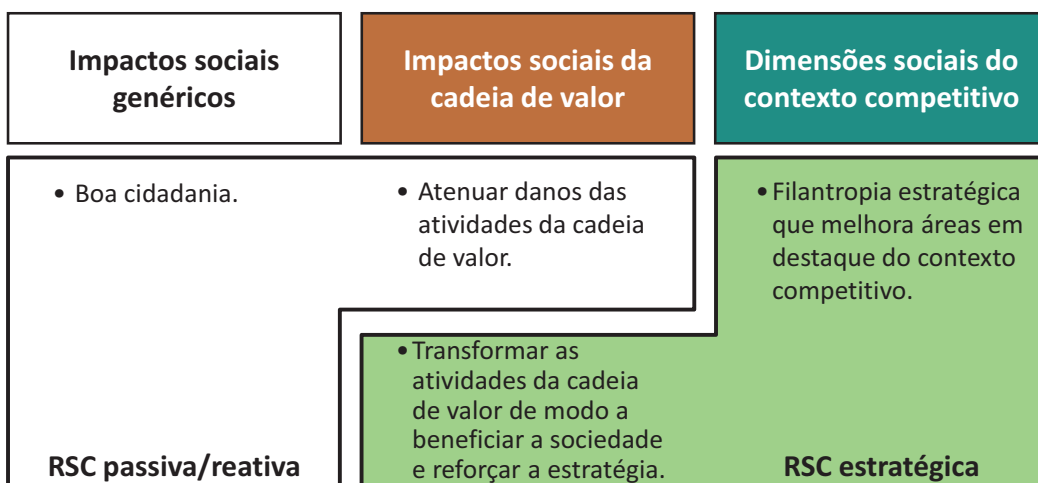 Impactos sociais
genéricos
Impactos sociais da
cadeia de valor
Dimensões sociais do
contexto competitivo
• Boa cidadania.
• Atenuar danos das
atividades da cadeia
de valor.
• Filantropia estratégica
que melhora áreas em
destaque do contexto
competitivo.
• Transformar as
atividades da cadeia
de valor de modo a
beneficiar a sociedade
e reforçar a estratégia.
RSC passiva/reativa
RSC estratégica